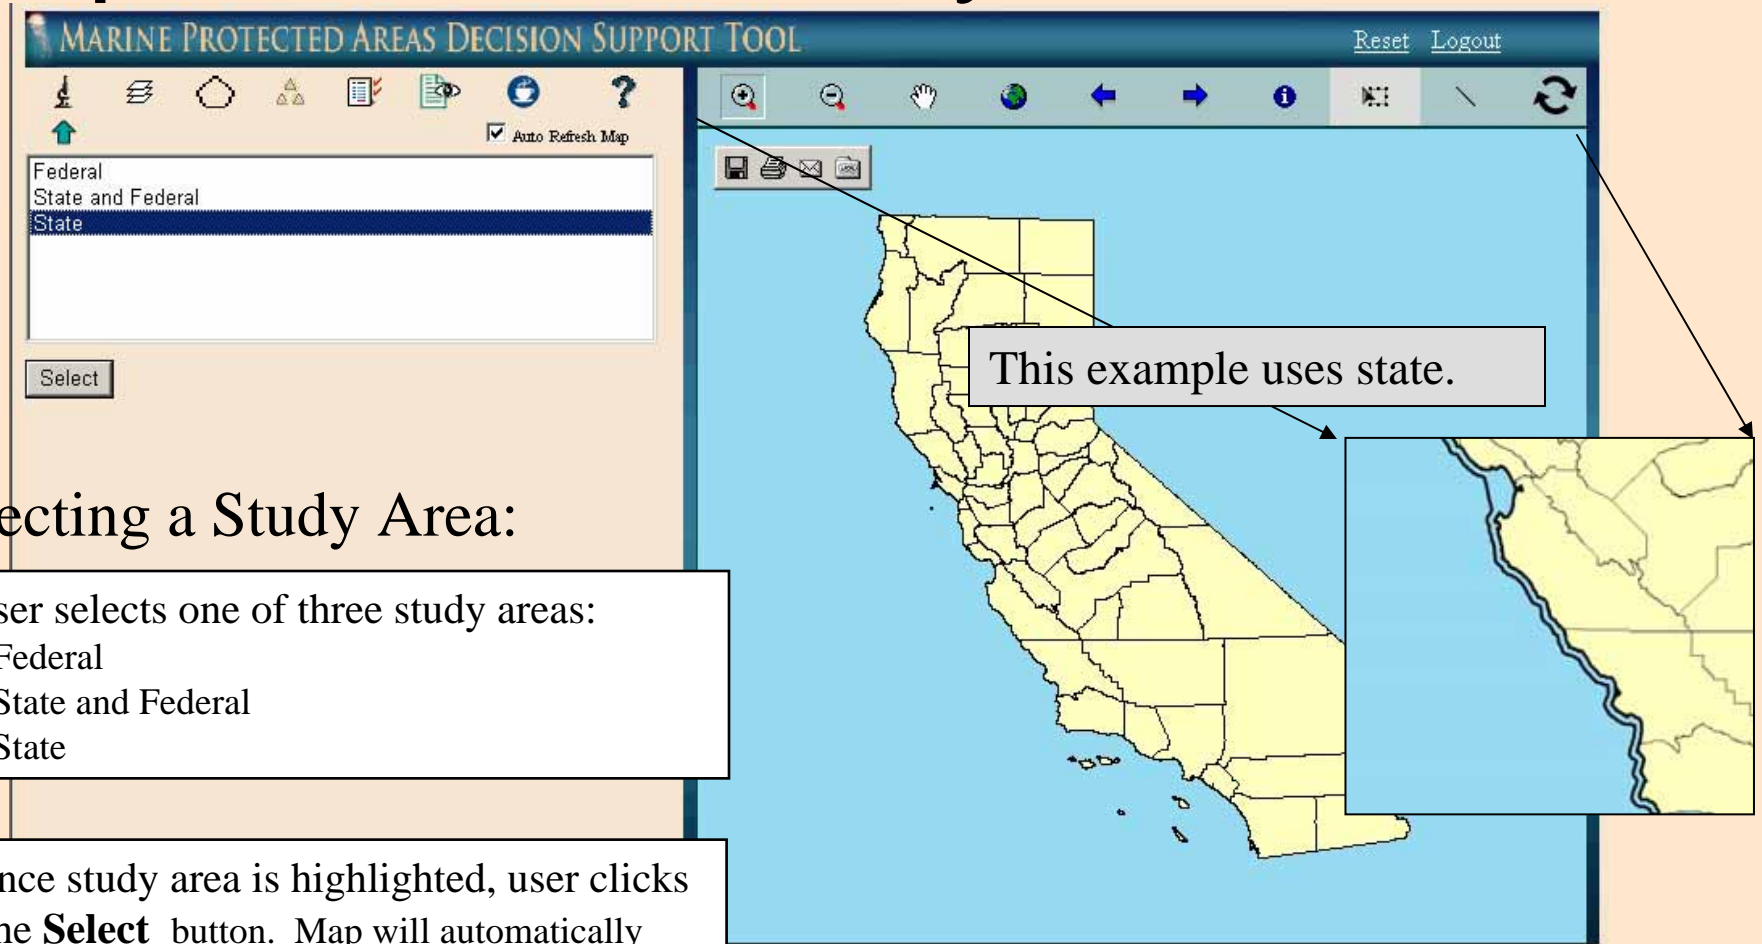 MARINE PROTECTED AREAS DECISION SUPPORT TOOL
Reset Logout
Auto Refresh Map
Federal
State and Federal
State
Select
This example uses state.
ecting a Study Area:
ser selects one of three study areas:
Federal
State and Federal
State
nce study area is highlighted, user clicks
he Select button. Map will automatically